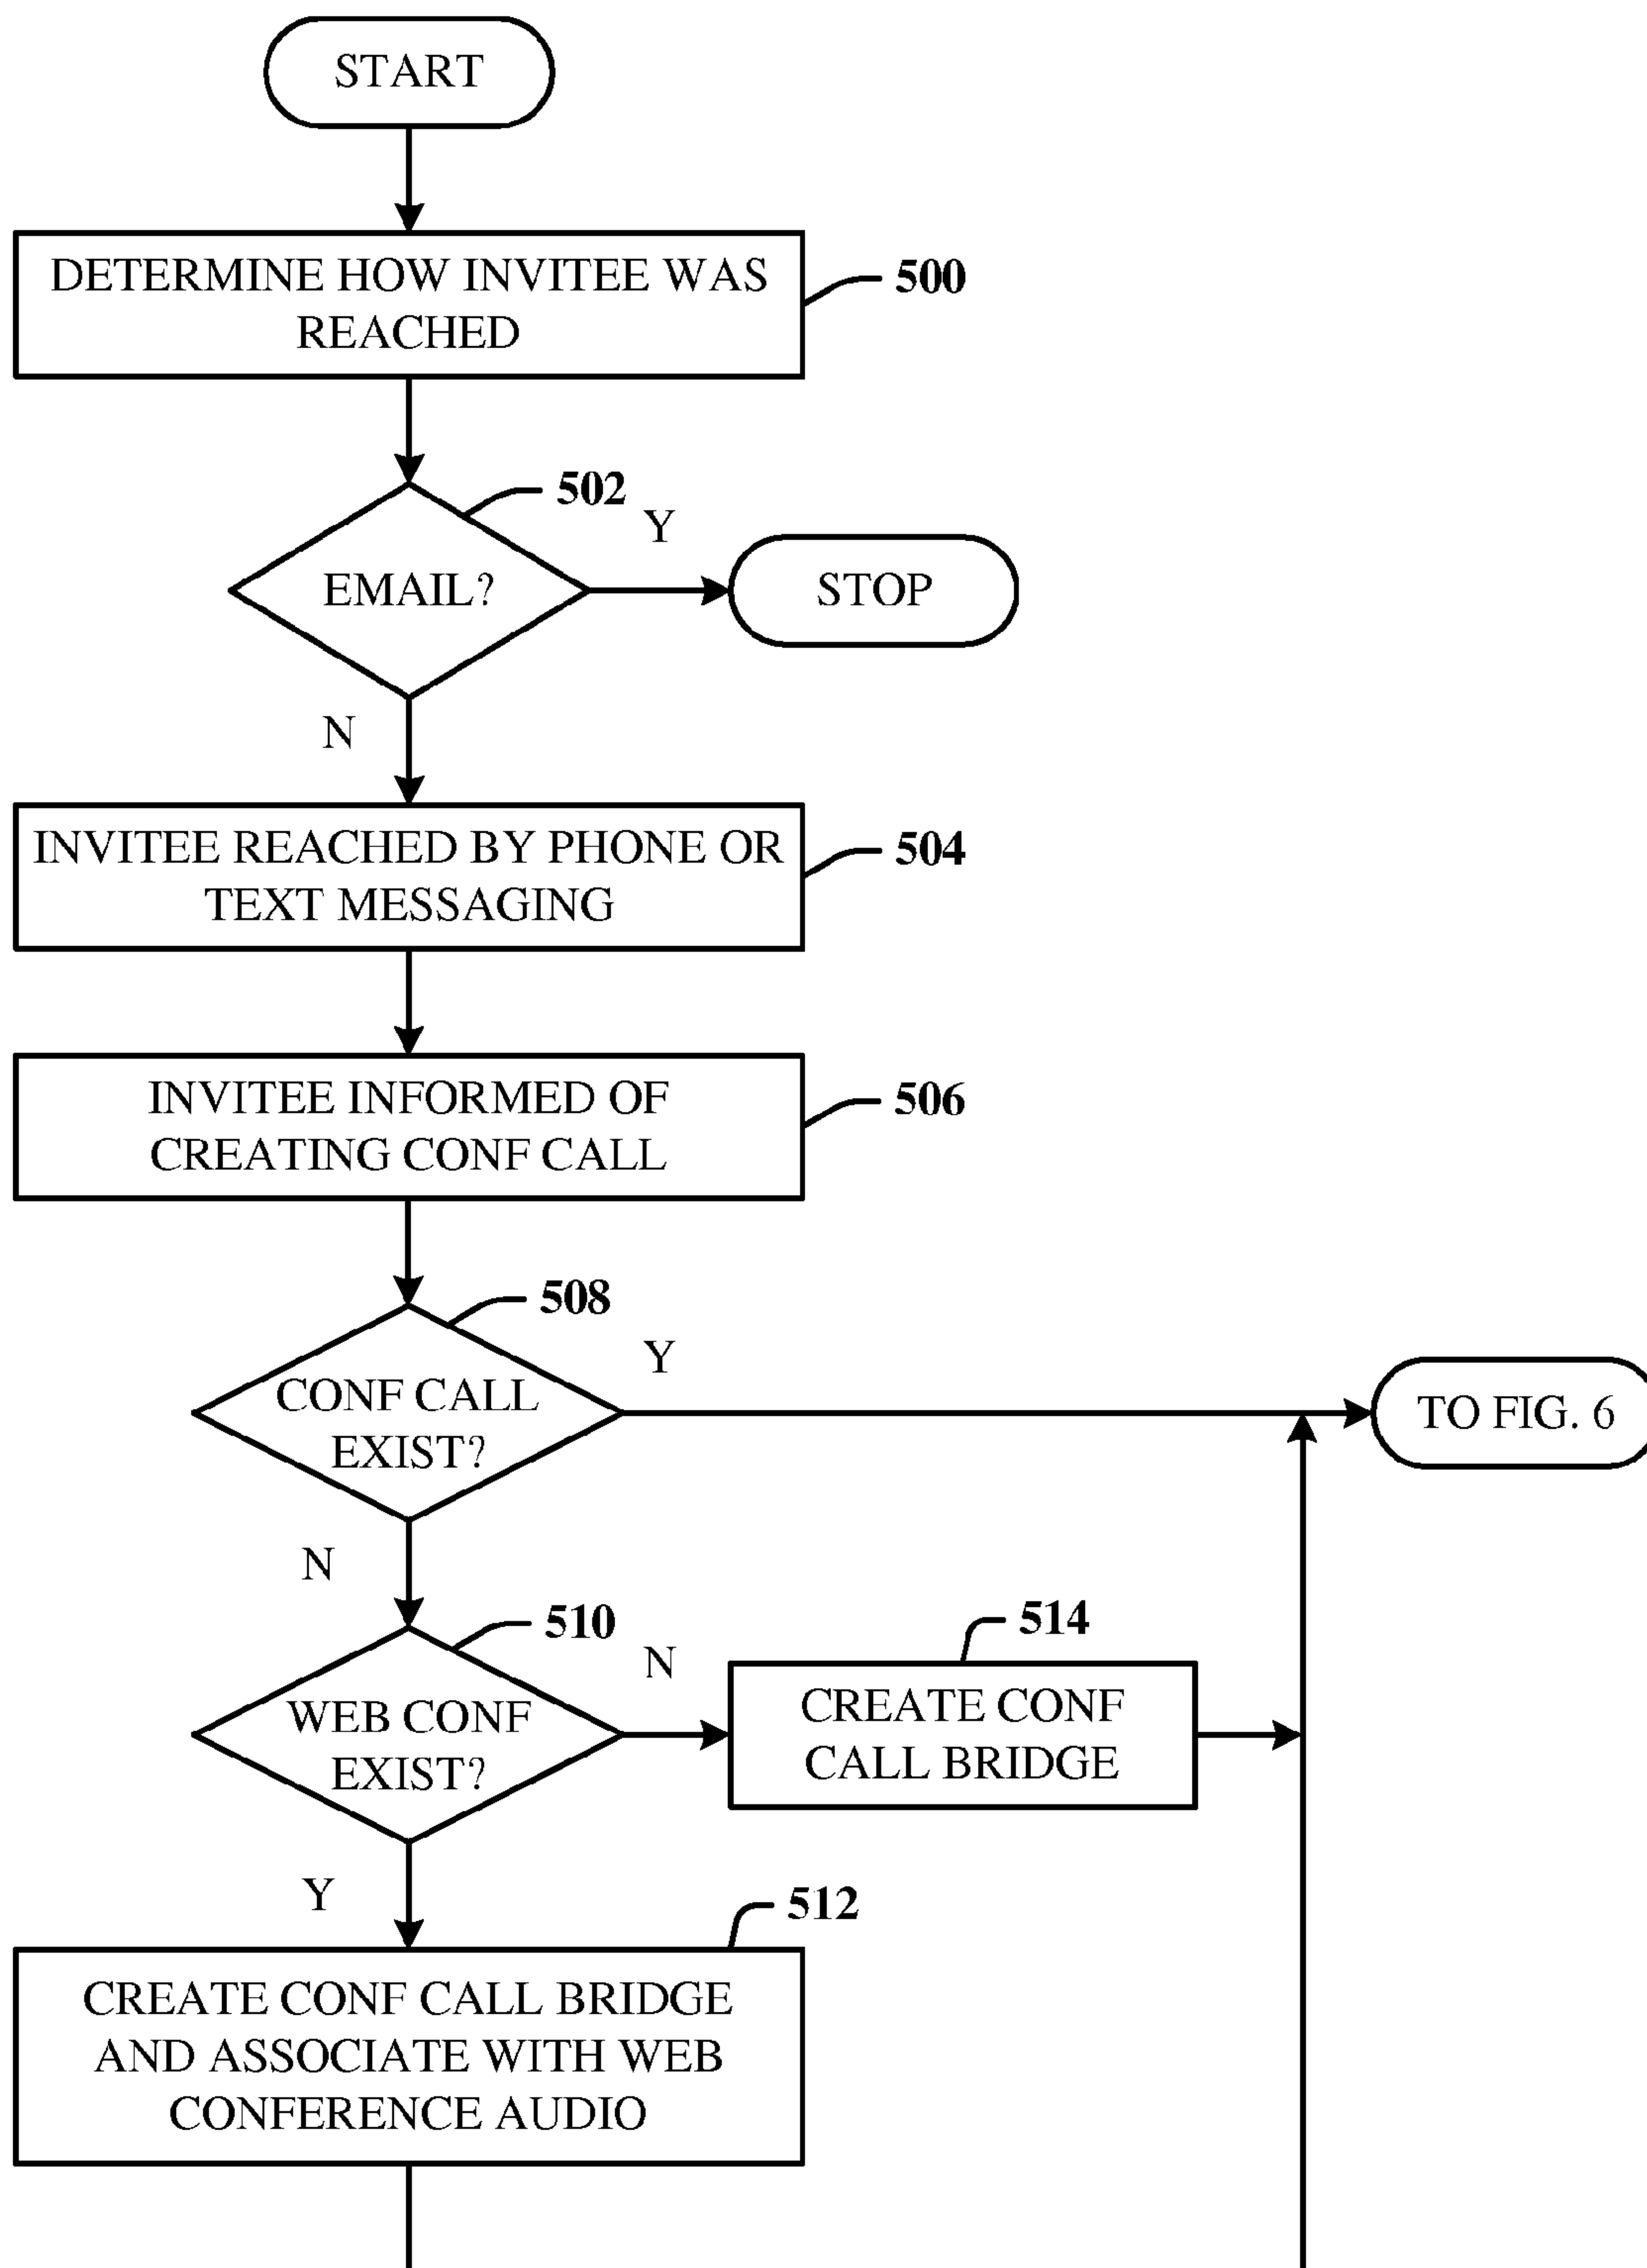 START
DETERMINE HOW INVITEE WAS
REACHED
500
502
Y
EMAIL?
STOP
N
INVITEE REACHED BY PHONE OR
TEXT MESSAGING
504
INVITEE INFORMED OF
CREATING CONF CALL
506
508
Y
CONF CALL
EXIST?
TO FIG. 6
N
510
N
WEB CONF
EXIST?
514
CREATE CONF
CALL BRIDGE
Y
512
CREATE CONF CALL BRIDGE
AND ASSOCIATE WITH WEB
CONFERENCE AUDIO